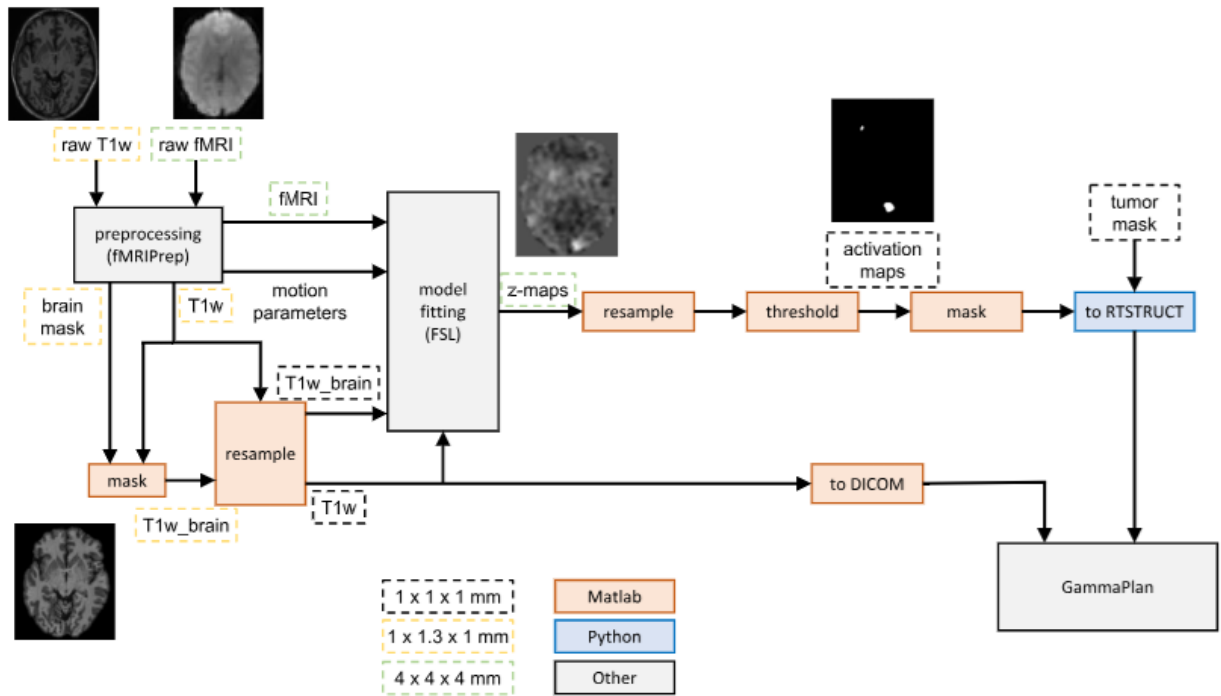 raw T1w
raw fMRI
fMRI
preprocessing
(fMRIPrep)
brain
mask
T1w
motion
parameters
model
fitting
(FSL)
z-maps
resample
threshold
activation
maps
mask
tumor
mask
to RTSTRUCT
T1w_brain
resample
mask
T1w_brain
T1w
to DICOM
GammaPlan
1 x 1 x 1 mm
Matlab
1 x 1.3 x 1 mm
Python
4 x 4 x 4 mm
Other